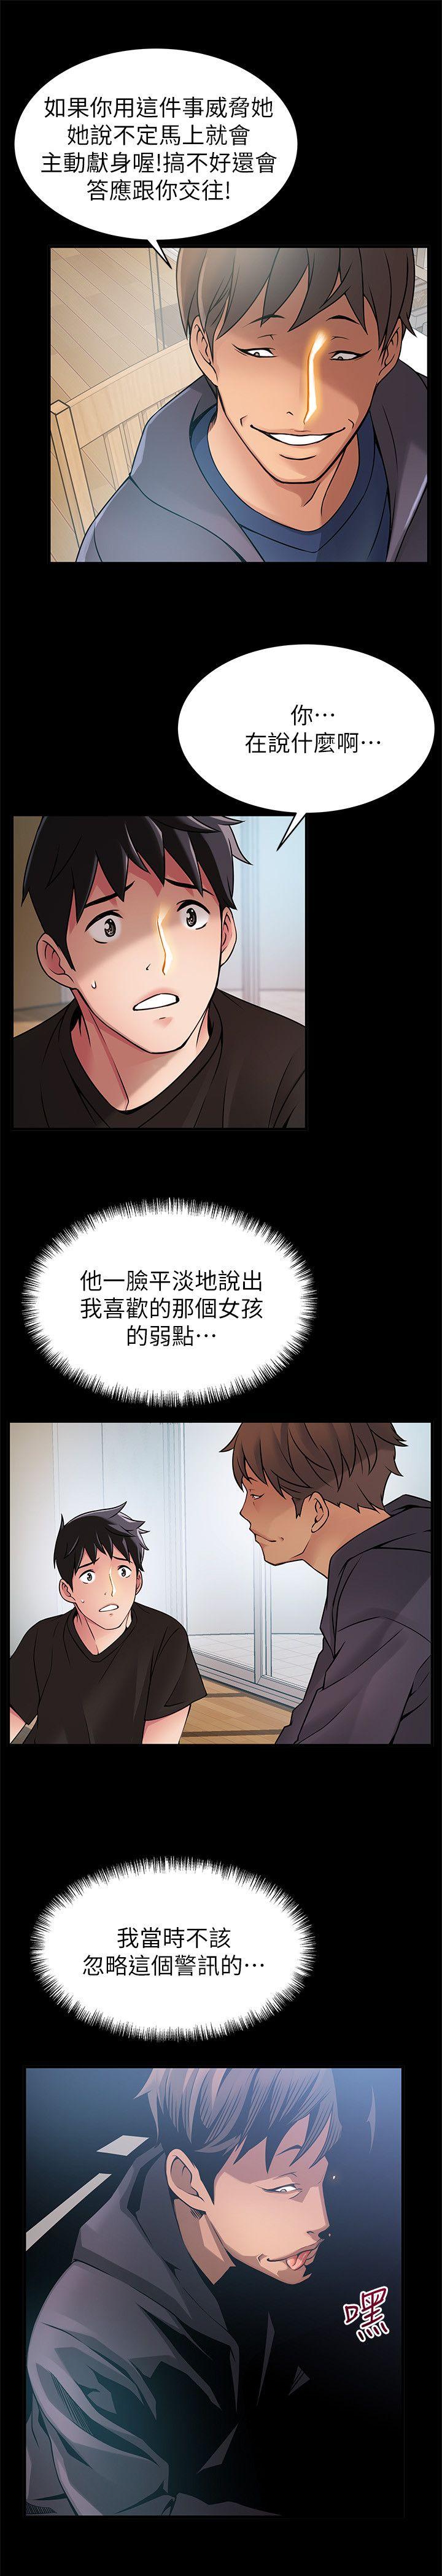 如果你用這件事威脅她
她說不定馬上就會
主動獻身喔!搞不好還會
答應跟你交往!
你…
在說什麼啊…
他一臉平淡地說出
我喜歡的那個女孩
的弱點…
我當時不該
忽略這個警訊的…
嘿